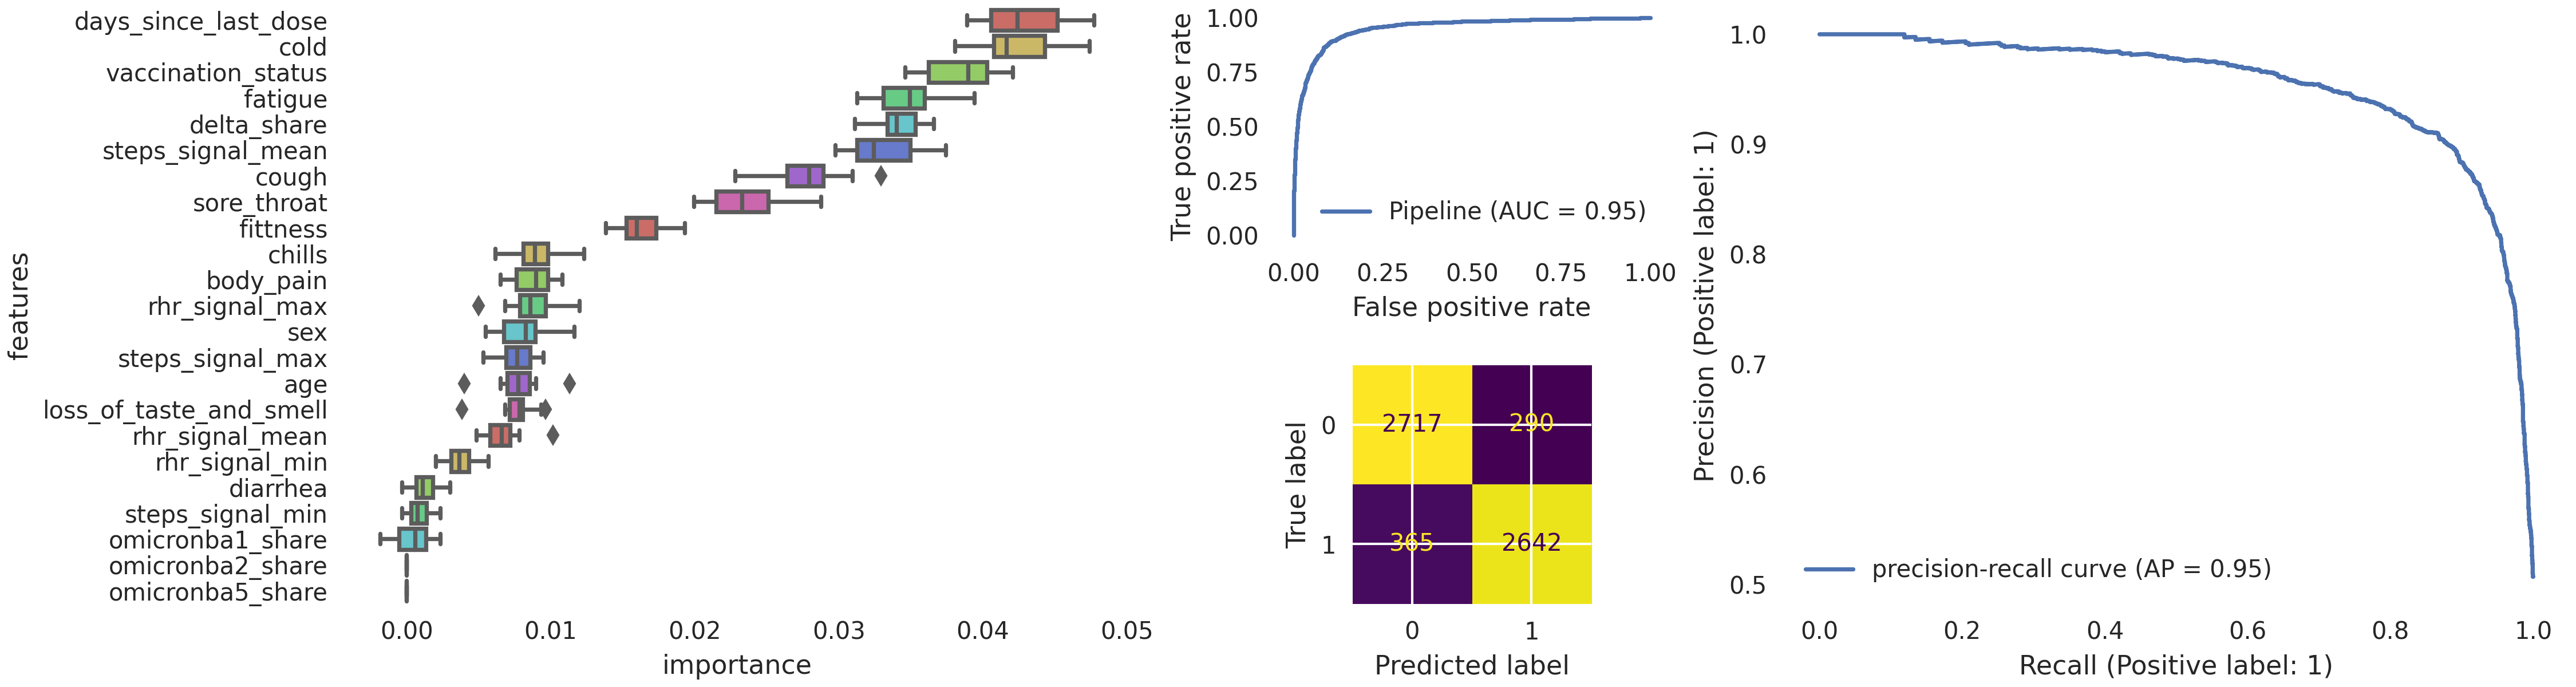 features
days_since_last_dose
cold
vaccination_status
fatigue
delta_share
steps_signal_mean
cough
sore_throat
fittness
chills
body_pain
rhr_signal_max
sex
steps_signal_max
age
loss_of_taste_and_smell
rhr_signal_mean
rhr_signal_min
diarrhea
steps_signal_min
omicronba1_share
omicronba2_share
omicronba5_share
0.00 0.01 0.02 0.03 0.04 0.05
importance
True positive rate
1.00
0.75
0.50
0.25
0.00
Pipeline (AUC = 0.95)
0.00 0.25 0.50 0.75 1.00
False positive rate
True label
0
1
2717 290
365 2642
0 1
Predicted label
Precision (Positive label: 1)
1.0
0.9
0.8
0.7
0.6
0.5
precision-recall curve (AP = 0.95)
0.0 0.2 0.4 0.6 0.8 1.0
Recall (Positive label: 1)